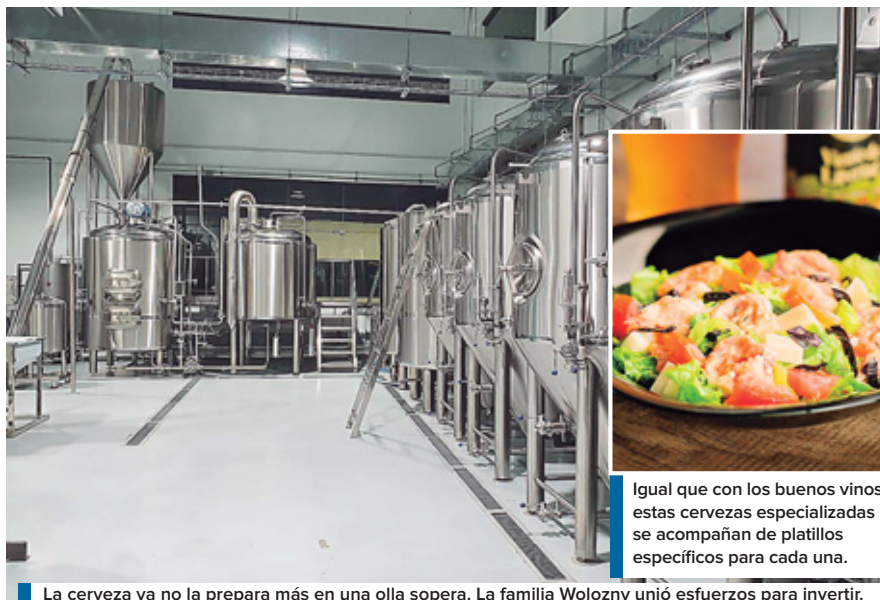 Igual que con los buenos vinos
estas cervezas especializadas
se acompañan de platillos
específicos para cada una.
La cerveza ya no la prepara más en una olla sopera. La familia Wolozny unió esfuerzos para invertir.